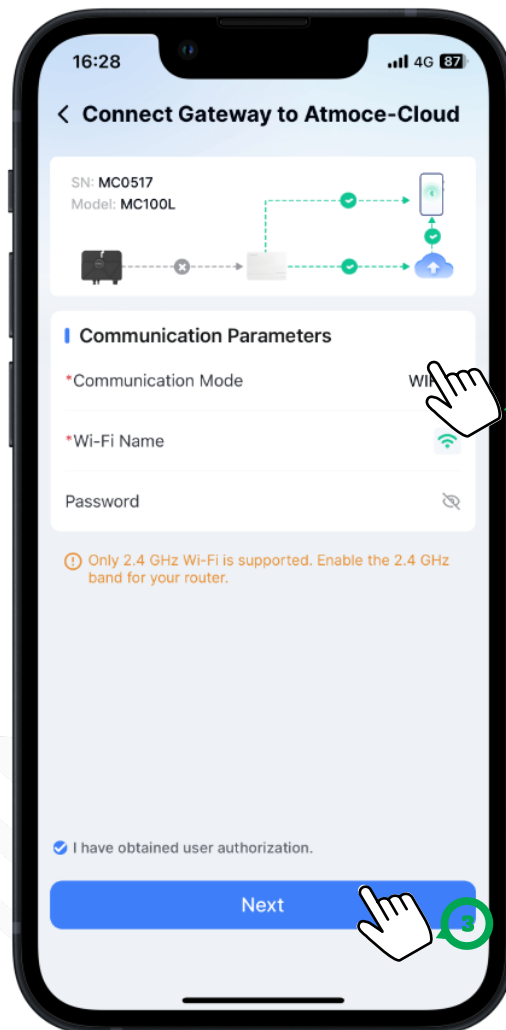 16:28
4G 87
Connect Gateway to Atmoce-Cloud
SN: MC0517
Model: MC100L
Communication Parameters
*Communication Mode
*Wi-Fi Name
Password
Only 2.4 GHz Wi-Fi is supported. Enable the 2.4 GHz
band for your router.
I have obtained user authorization.
Next
3